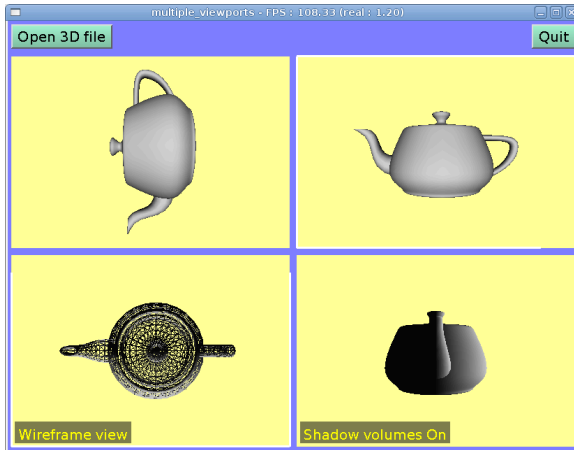 multiple_viewports - FPS : 108.33 (real : 1.20)
Open 3D file
Quit
Wireframe view
Shadow volumes On